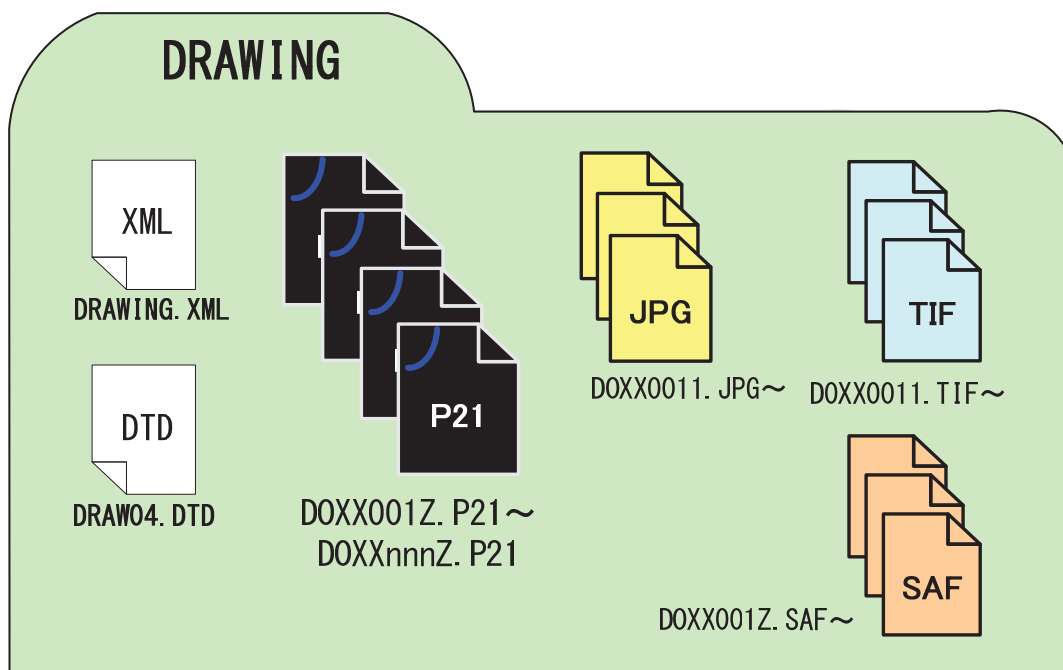 DRAWING
XML
DRAWING.XML
DTD
DRAW04.DTD
P21
D0XX001Z.P21～
D0XXnnnZ.P21
JPG
D0XX0011.JPG～
TIF
D0XX0011.TIF～
SAF
D0XX001Z.SAF～